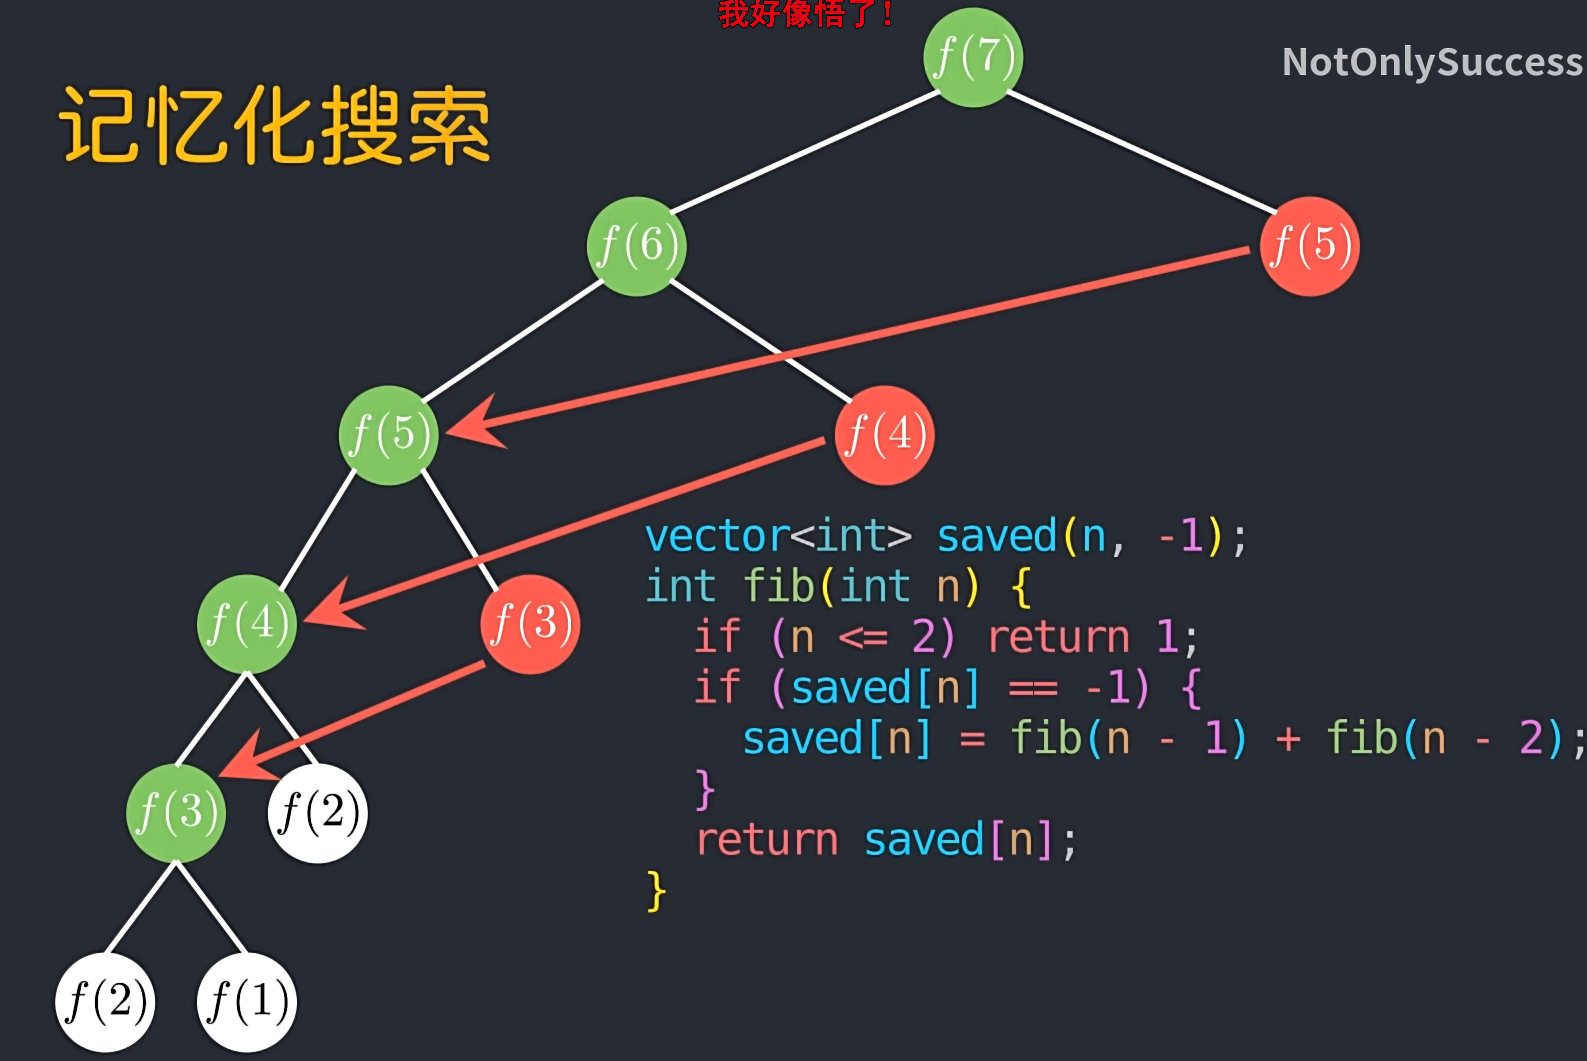 我好像悟了!
NotOnlySuccess
记忆化搜索
f(7)
f(6)
f(5)
f(5)
f(4)
f(4)
f(3)
f(3)
f(2)
f(2)
f(1)
vector<int> saved(n, -1);
int fib(int n) {
  if (n <= 2) return 1;
  if (saved[n] == -1) {
    saved[n] = fib(n - 1) + fib(n - 2);
  }
  return saved[n];
}